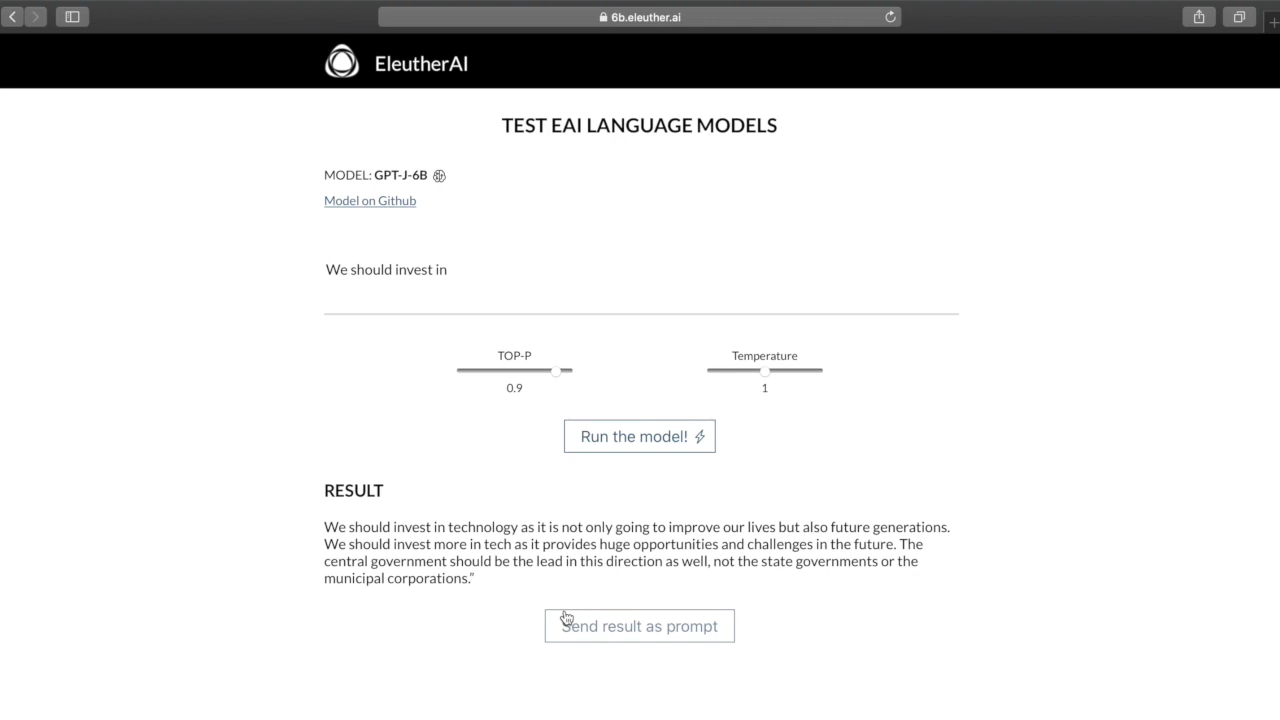 6b.eleuther.ai
EleutherAI
TEST EAI LANGUAGE MODELS
MODEL: GPT-J-6B
Model on Github
We should invest in
TOP-P
Temperature
0.9
1
Run the model!
RESULT
We should invest in technology as it is not only going to improve our lives but also future generations.
We should invest more in tech as it provides huge opportunities and challenges in the future. The
central government should be the lead in this direction as well, not the state governments or the
municipal corporations."
Send result as prompt